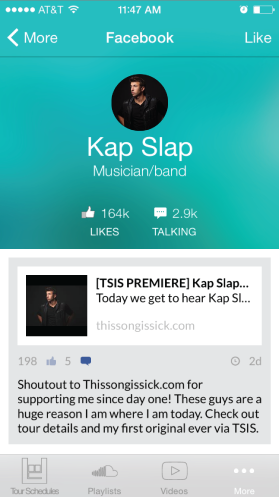 AT&T 11:47 AM
More Facebook Like
Kap Slap
Musician/band
164k 2.9k
LIKES TALKING
[TSIS PREMIERE] Kap Slap...
Today we get to hear Kap Sl...
thissongissick.com
198 5 2d
Shoutout to Thissongissick.com for
supporting me since day one! These guys are a
huge reason I am where I am today. Check out
tour details and my first original ever via TSIS.
Tour Schedules Playlists Videos More